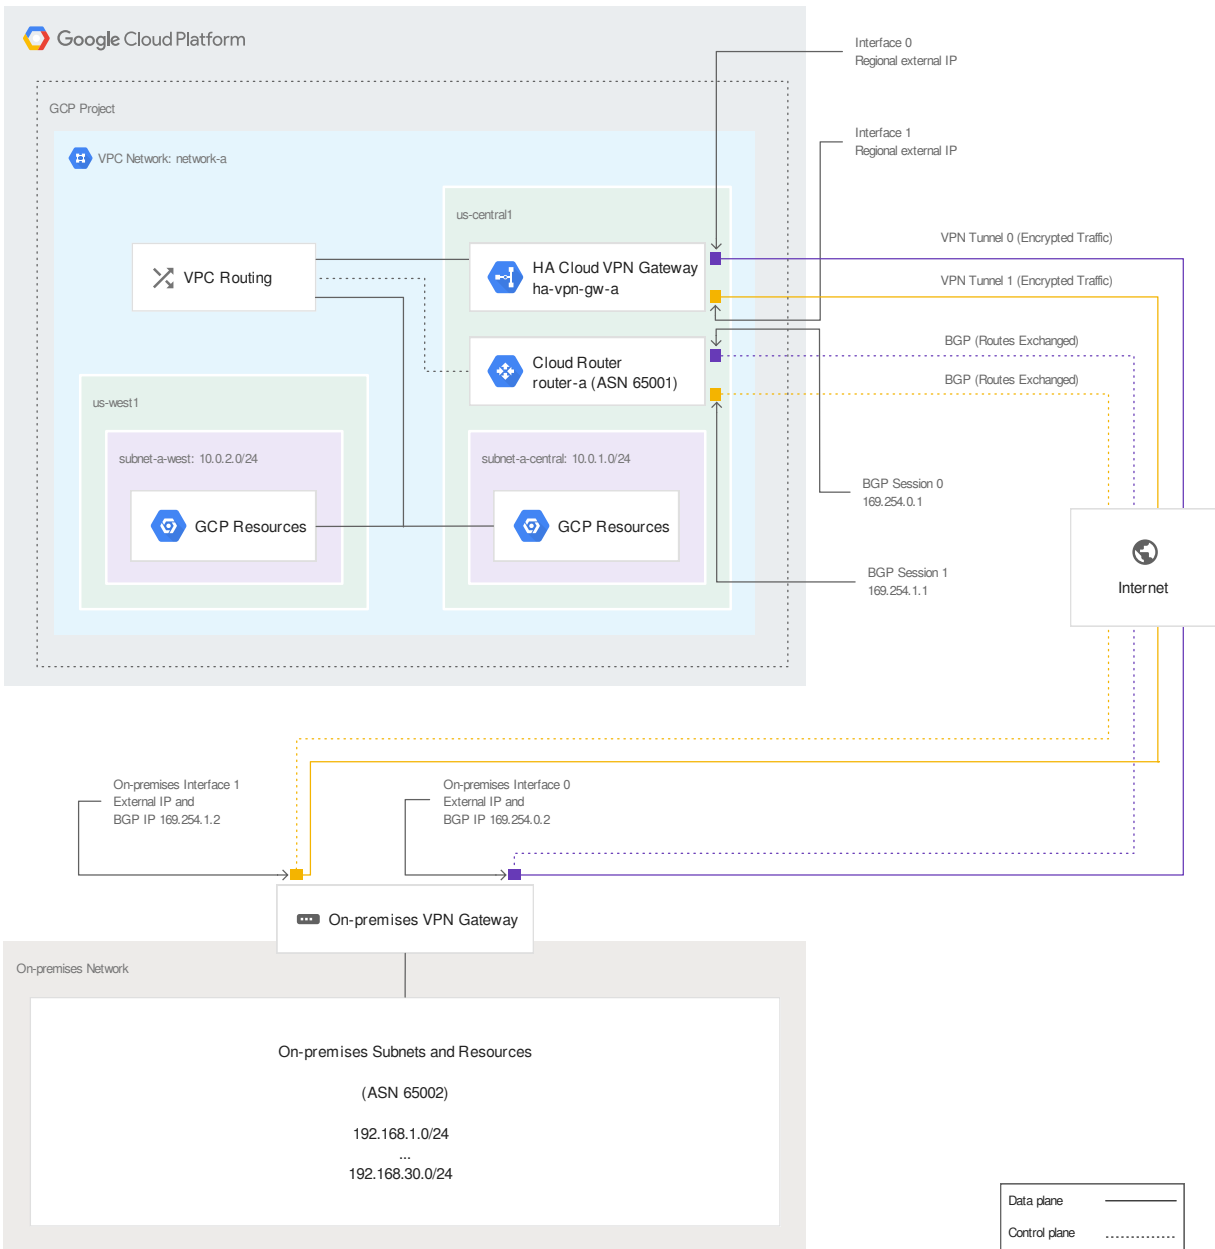 Google Cloud Platform
GCP Project
VPC Network: network-a
us-central1
VPC Routing
HA Cloud VPN Gateway
ha-vpn-gw-a
Cloud Router
router-a (ASN 65001)
us-west1
subnet-a-west: 10.0.2.0/24
GCP Resources
subnet-a-central: 10.0.1.0/24
GCP Resources
Interface 0
Regional external IP
Interface 1
Regional external IP
VPN Tunnel 0 (Encrypted Traffic)
VPN Tunnel 1 (Encrypted Traffic)
BGP (Routes Exchanged)
BGP (Routes Exchanged)
BGP Session 0
169.254.0.1
BGP Session 1
169.254.1.1
Internet
On-premises Interface 1
External IP and
BGP IP 169.254.1.2
On-premises Interface 0
External IP and
BGP IP 169.254.0.2
On-premises VPN Gateway
On-premises Network
On-premises Subnets and Resources
(ASN 65002)
192.168.1.0/24
...
192.168.30.0/24
Data plane
Control plane